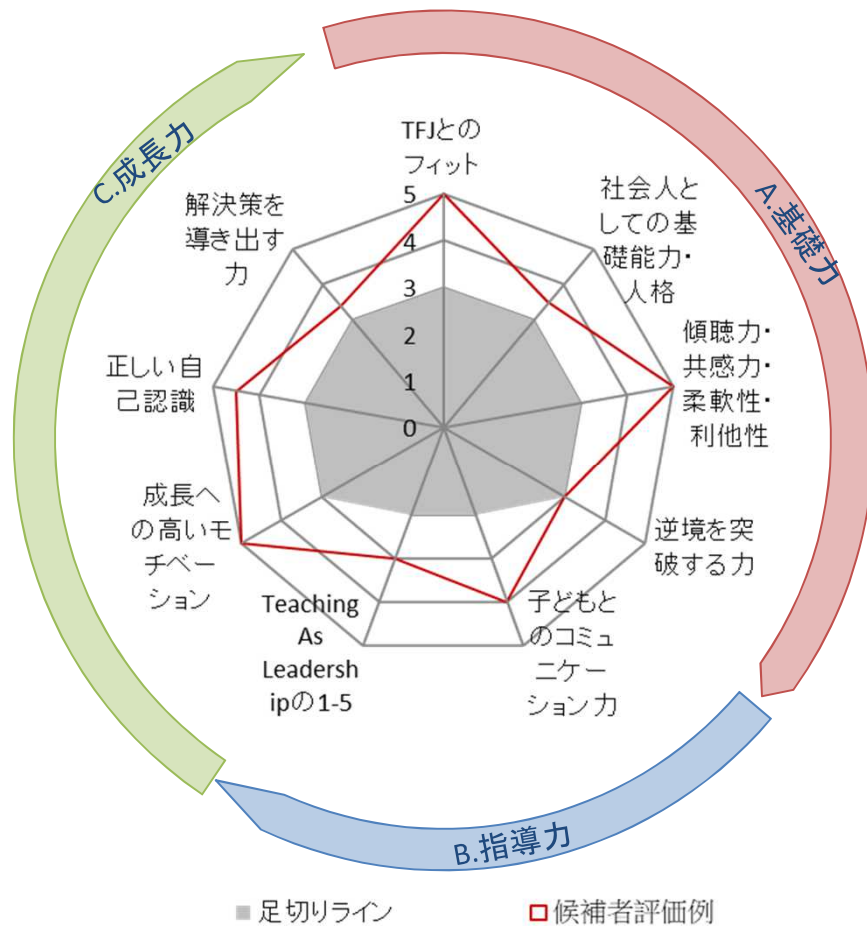 TFJとの
フィット
社会人と
しての基
礎能力・
人格
傾聴力・
共感力・
柔軟性・
利他性
逆境を突
破する力
子どもと
のコミュ
ニケー
ション力
Teaching
As
Leadersh
ipの1-5
成長へ
の高いモ
チベー
ション
正しい自
己認識
解決策を
導き出す
力
5
4
3
2
1
0
A.基礎力
B.指導力
C.成長力
足切りライン
候補者評価例